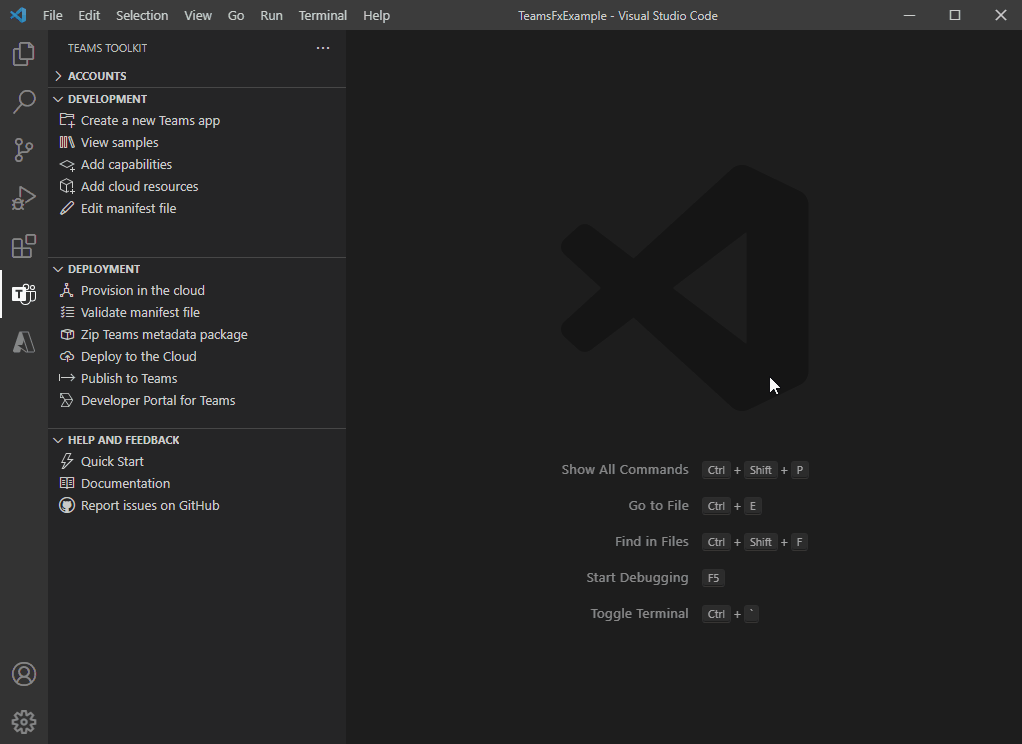 File Edit Selection View Go Run Terminal Help TeamsFxExample - Visual Studio Code
TEAMS TOOLKIT
ACCOUNTS
DEVELOPMENT
Create a new Teams app
View samples
Add capabilities
Add cloud resources
Edit manifest file
DEPLOYMENT
Provision in the cloud
Validate manifest file
Zip Teams metadata package
Deploy to the Cloud
Publish to Teams
Developer Portal for Teams
HELP AND FEEDBACK
Quick Start
Documentation
Report issues on GitHub
Show All Commands Ctrl + Shift + P
Go to File Ctrl + E
Find in Files Ctrl + Shift + F
Start Debugging F5
Toggle Terminal Ctrl + `